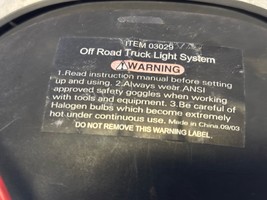 ITEM 03029
Off Road Truck Light System
WARNING
1.Read instruction manual before setting
up and using. 2.Always wear ANSI
approved safety goggles when working
with tools and equipment. 3.Be careful of
Halogen bulbs which become extremely
hot under continuous use. Made in China 09/03
DO NOT REMOVE THIS WARNING LABEL.